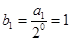 b₁ = a₁/2⁰ = 1